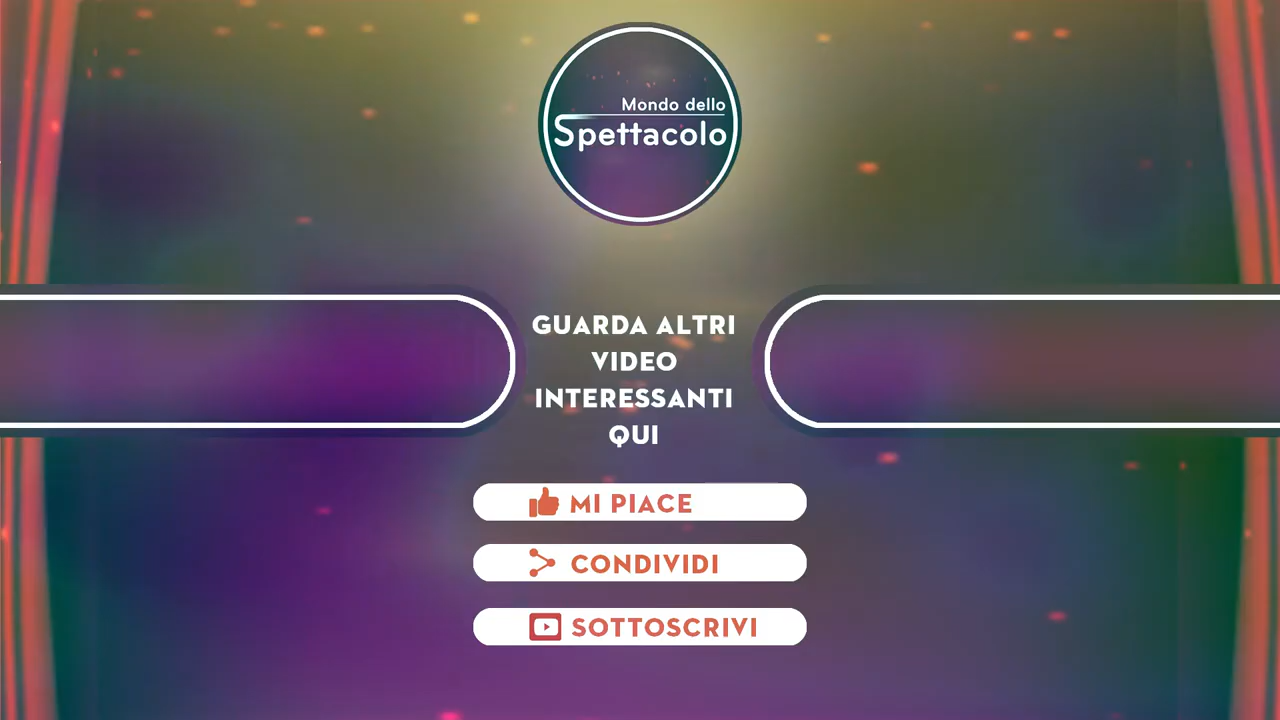 Mondo dello
Spettacolo
GUARDA ALTRI
VIDEO
INTERESSANTI
QUI
MI PIACE
CONDIVIDI
SOTTOSCRIVI